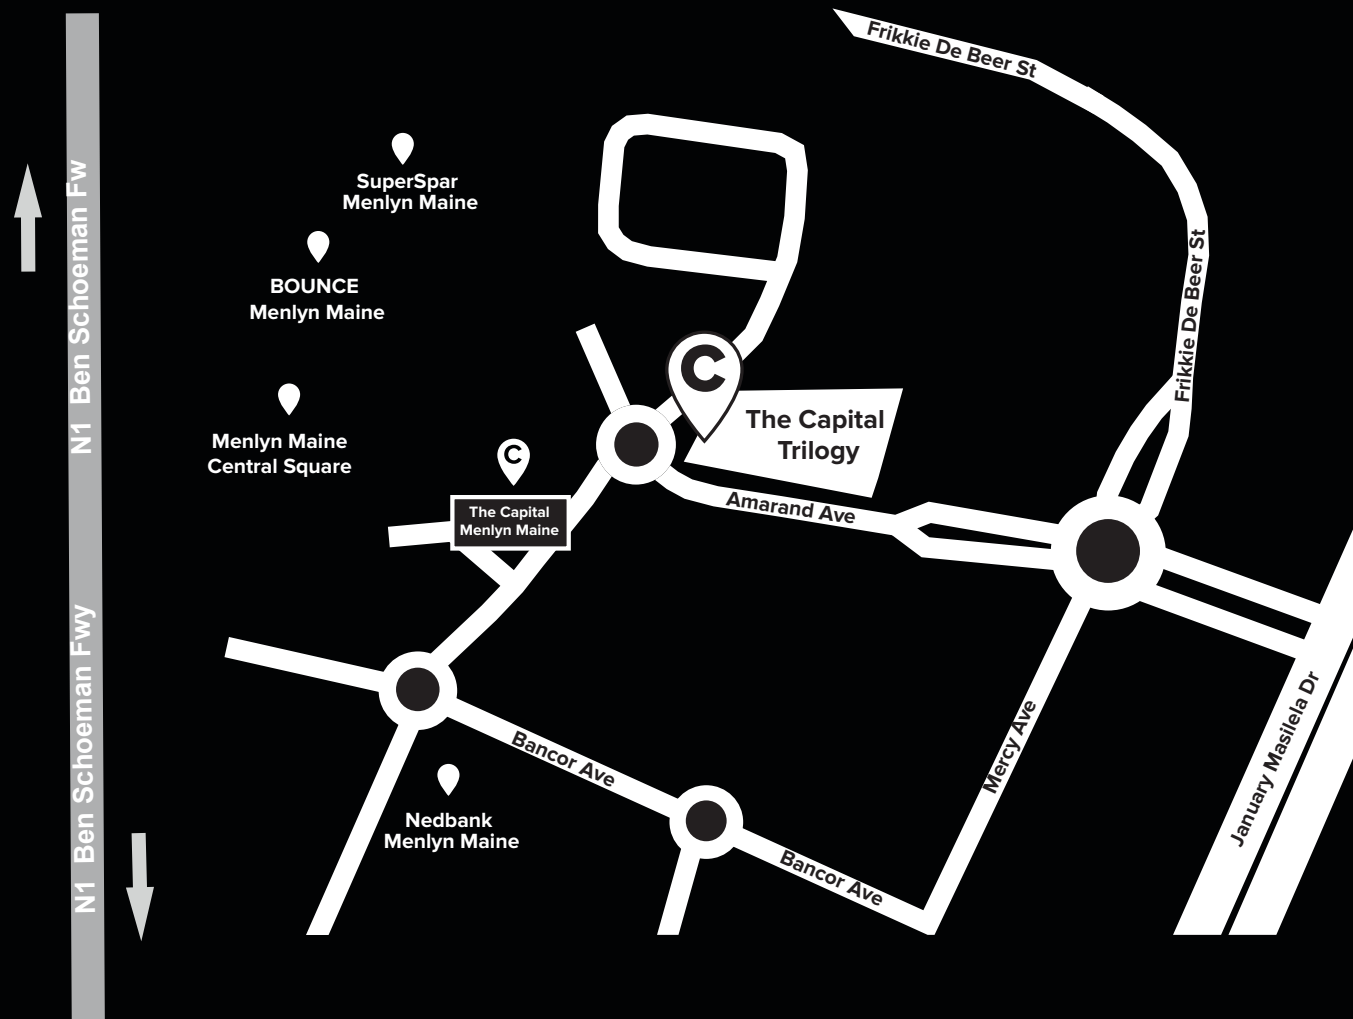 Frikkie De Beer St
N1 Ben Schoeman Fw
SuperSpar
Menlyn Maine
BOUNCE
Menlyn Maine
Frikkie De Beer St
C
The Capital
Trilogy
Menlyn Maine
Central Square
C
The Capital
Menlyn Maine
Amarand Ave
N1 Ben Schoeman Fwy
Bancor Ave
Mercy Ave
January Masilela Dr
Nedbank
Menlyn Maine
Bancor Ave